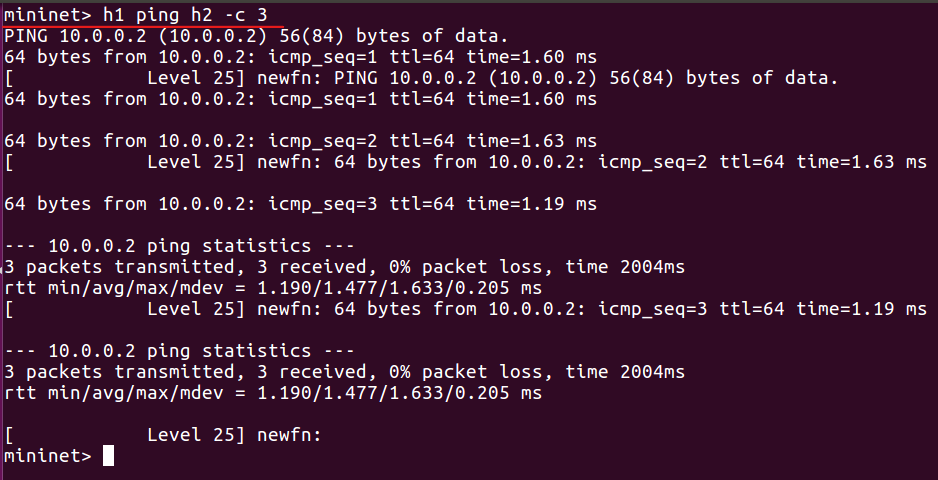 mininet> h1 ping h2 -c 3
PING 10.0.0.2 (10.0.0.2) 56(84) bytes of data.
64 bytes from 10.0.0.2: icmp_seq=1 ttl=64 time=1.60 ms
[            Level 25] newfn: PING 10.0.0.2 (10.0.0.2) 56(84) bytes of data.
64 bytes from 10.0.0.2: icmp_seq=1 ttl=64 time=1.60 ms

64 bytes from 10.0.0.2: icmp_seq=2 ttl=64 time=1.63 ms
[            Level 25] newfn: 64 bytes from 10.0.0.2: icmp_seq=2 ttl=64 time=1.63 ms

64 bytes from 10.0.0.2: icmp_seq=3 ttl=64 time=1.19 ms

--- 10.0.0.2 ping statistics ---
3 packets transmitted, 3 received, 0% packet loss, time 2004ms
rtt min/avg/max/mdev = 1.190/1.477/1.633/0.205 ms
[            Level 25] newfn: 64 bytes from 10.0.0.2: icmp_seq=3 ttl=64 time=1.19 ms

--- 10.0.0.2 ping statistics ---
3 packets transmitted, 3 received, 0% packet loss, time 2004ms
rtt min/avg/max/mdev = 1.190/1.477/1.633/0.205 ms

[            Level 25] newfn:
mininet>